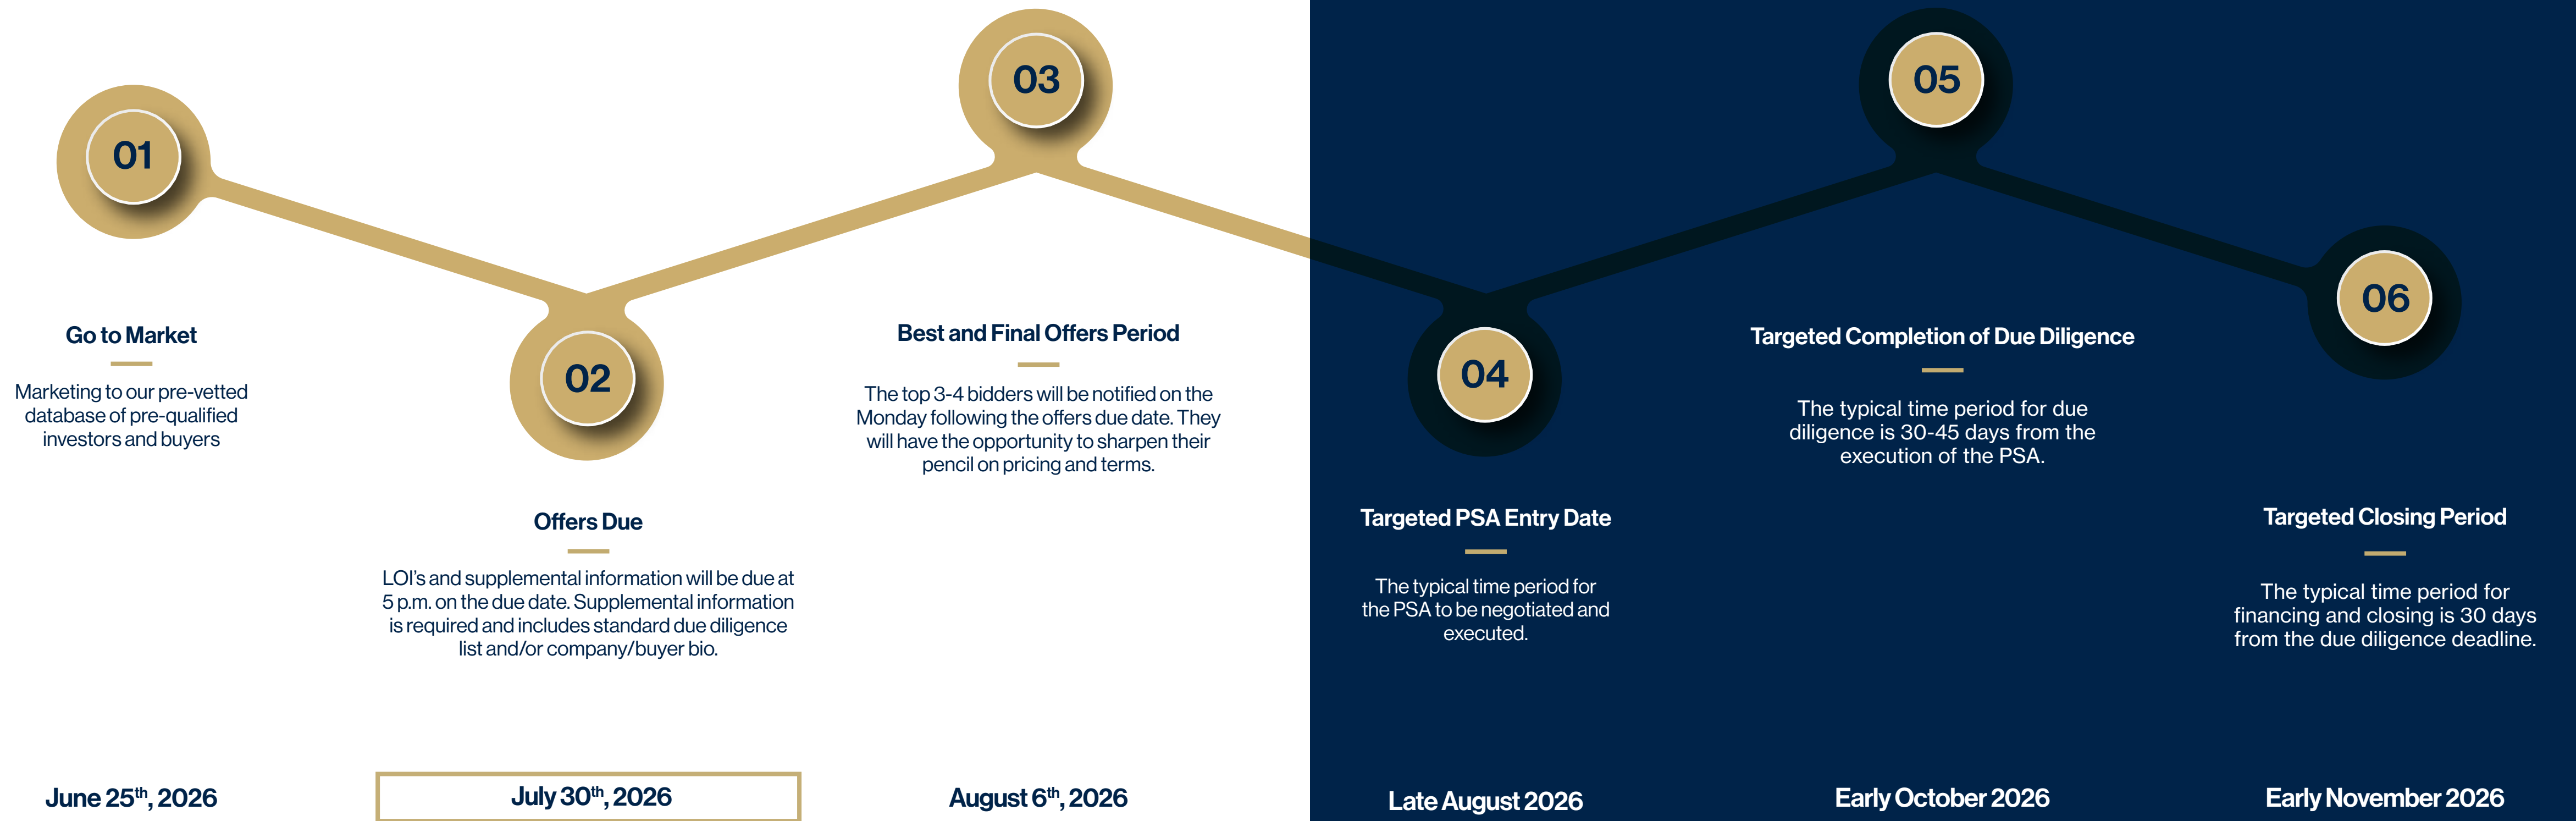 01
Go to Market
Marketing to our pre-vetted
database of pre-qualified
investors and buyers
June 25th, 2026
02
Offers Due
LOI’s and supplemental information will be due at
5 p.m. on the due date. Supplemental information
is required and includes standard due diligence
list and/or company/buyer bio.
July 30th, 2026
03
Best and Final Offers Period
The top 3-4 bidders will be notified on the
Monday following the offers due date. They
will have the opportunity to sharpen their
pencil on pricing and terms.
August 6th, 2026
04
Targeted PSA Entry Date
The typical time period for
the PSA to be negotiated and
executed.
Late August 2026
05
Targeted Completion of Due Diligence
The typical time period for due
diligence is 30-45 days from the
execution of the PSA.
Early October 2026
06
Targeted Closing Period
The typical time period for
financing and closing is 30 days
from the due diligence deadline.
Early November 2026